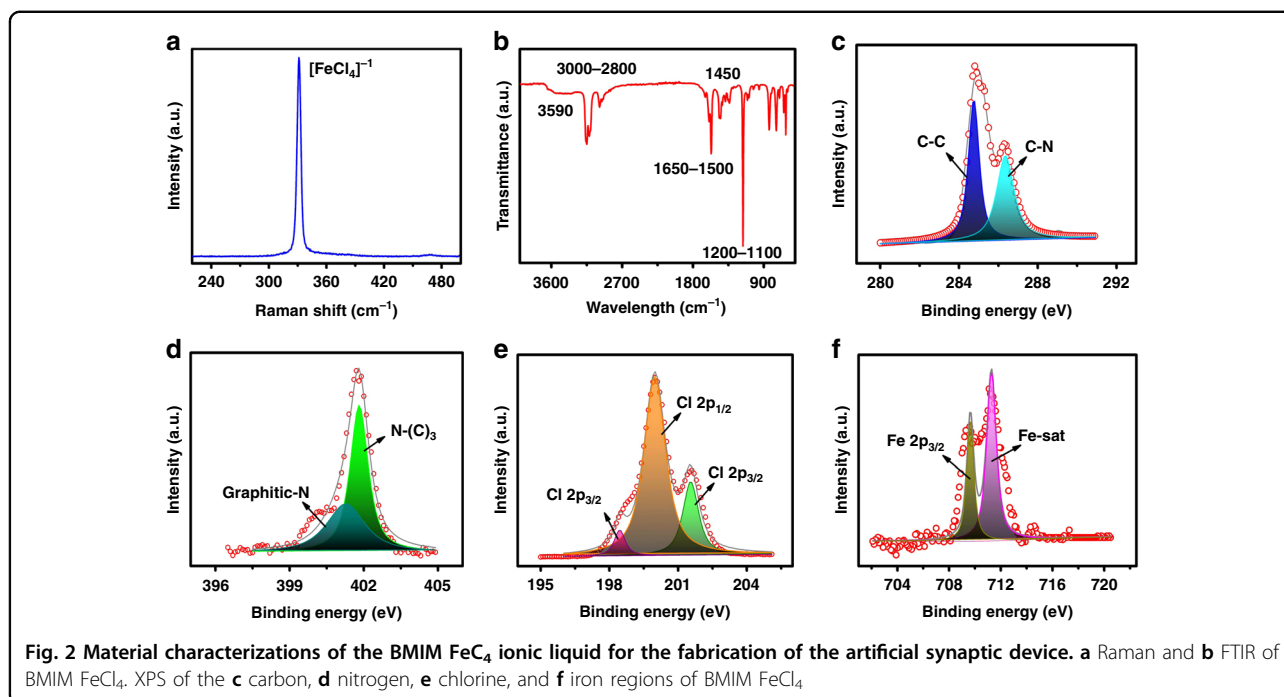 a
[FeCl₄]⁻¹
Intensity (a.u.)
240 300 360 420 480
Raman shift (cm⁻¹)
b
3000–2800
1450
3590
1650–1500
1200–1100
Transmittance (a.u.)
3600 2700 1800 900
Wavelength (cm⁻¹)
c
C-C
C-N
Intensity (a.u.)
280 284 288 292
Binding energy (eV)
d
N-(C)₃
Graphitic-N
Intensity (a.u.)
396 399 402 405
Binding energy (eV)
e
Cl 2p₁/₂
Cl 2p₃/₂
Cl 2p₃/₂
Intensity (a.u.)
195 198 201 204
Binding energy (eV)
f
Fe 2p₃/₂
Fe-sat
Intensity (a.u.)
704 708 712 716 720
Binding energy (eV)
Fig. 2 Material characterizations of the BMIM FeC₄ ionic liquid for the fabrication of the artificial synaptic device. a Raman and b FTIR of
BMIM FeCl₄. XPS of the c carbon, d nitrogen, e chlorine, and f iron regions of BMIM FeCl₄